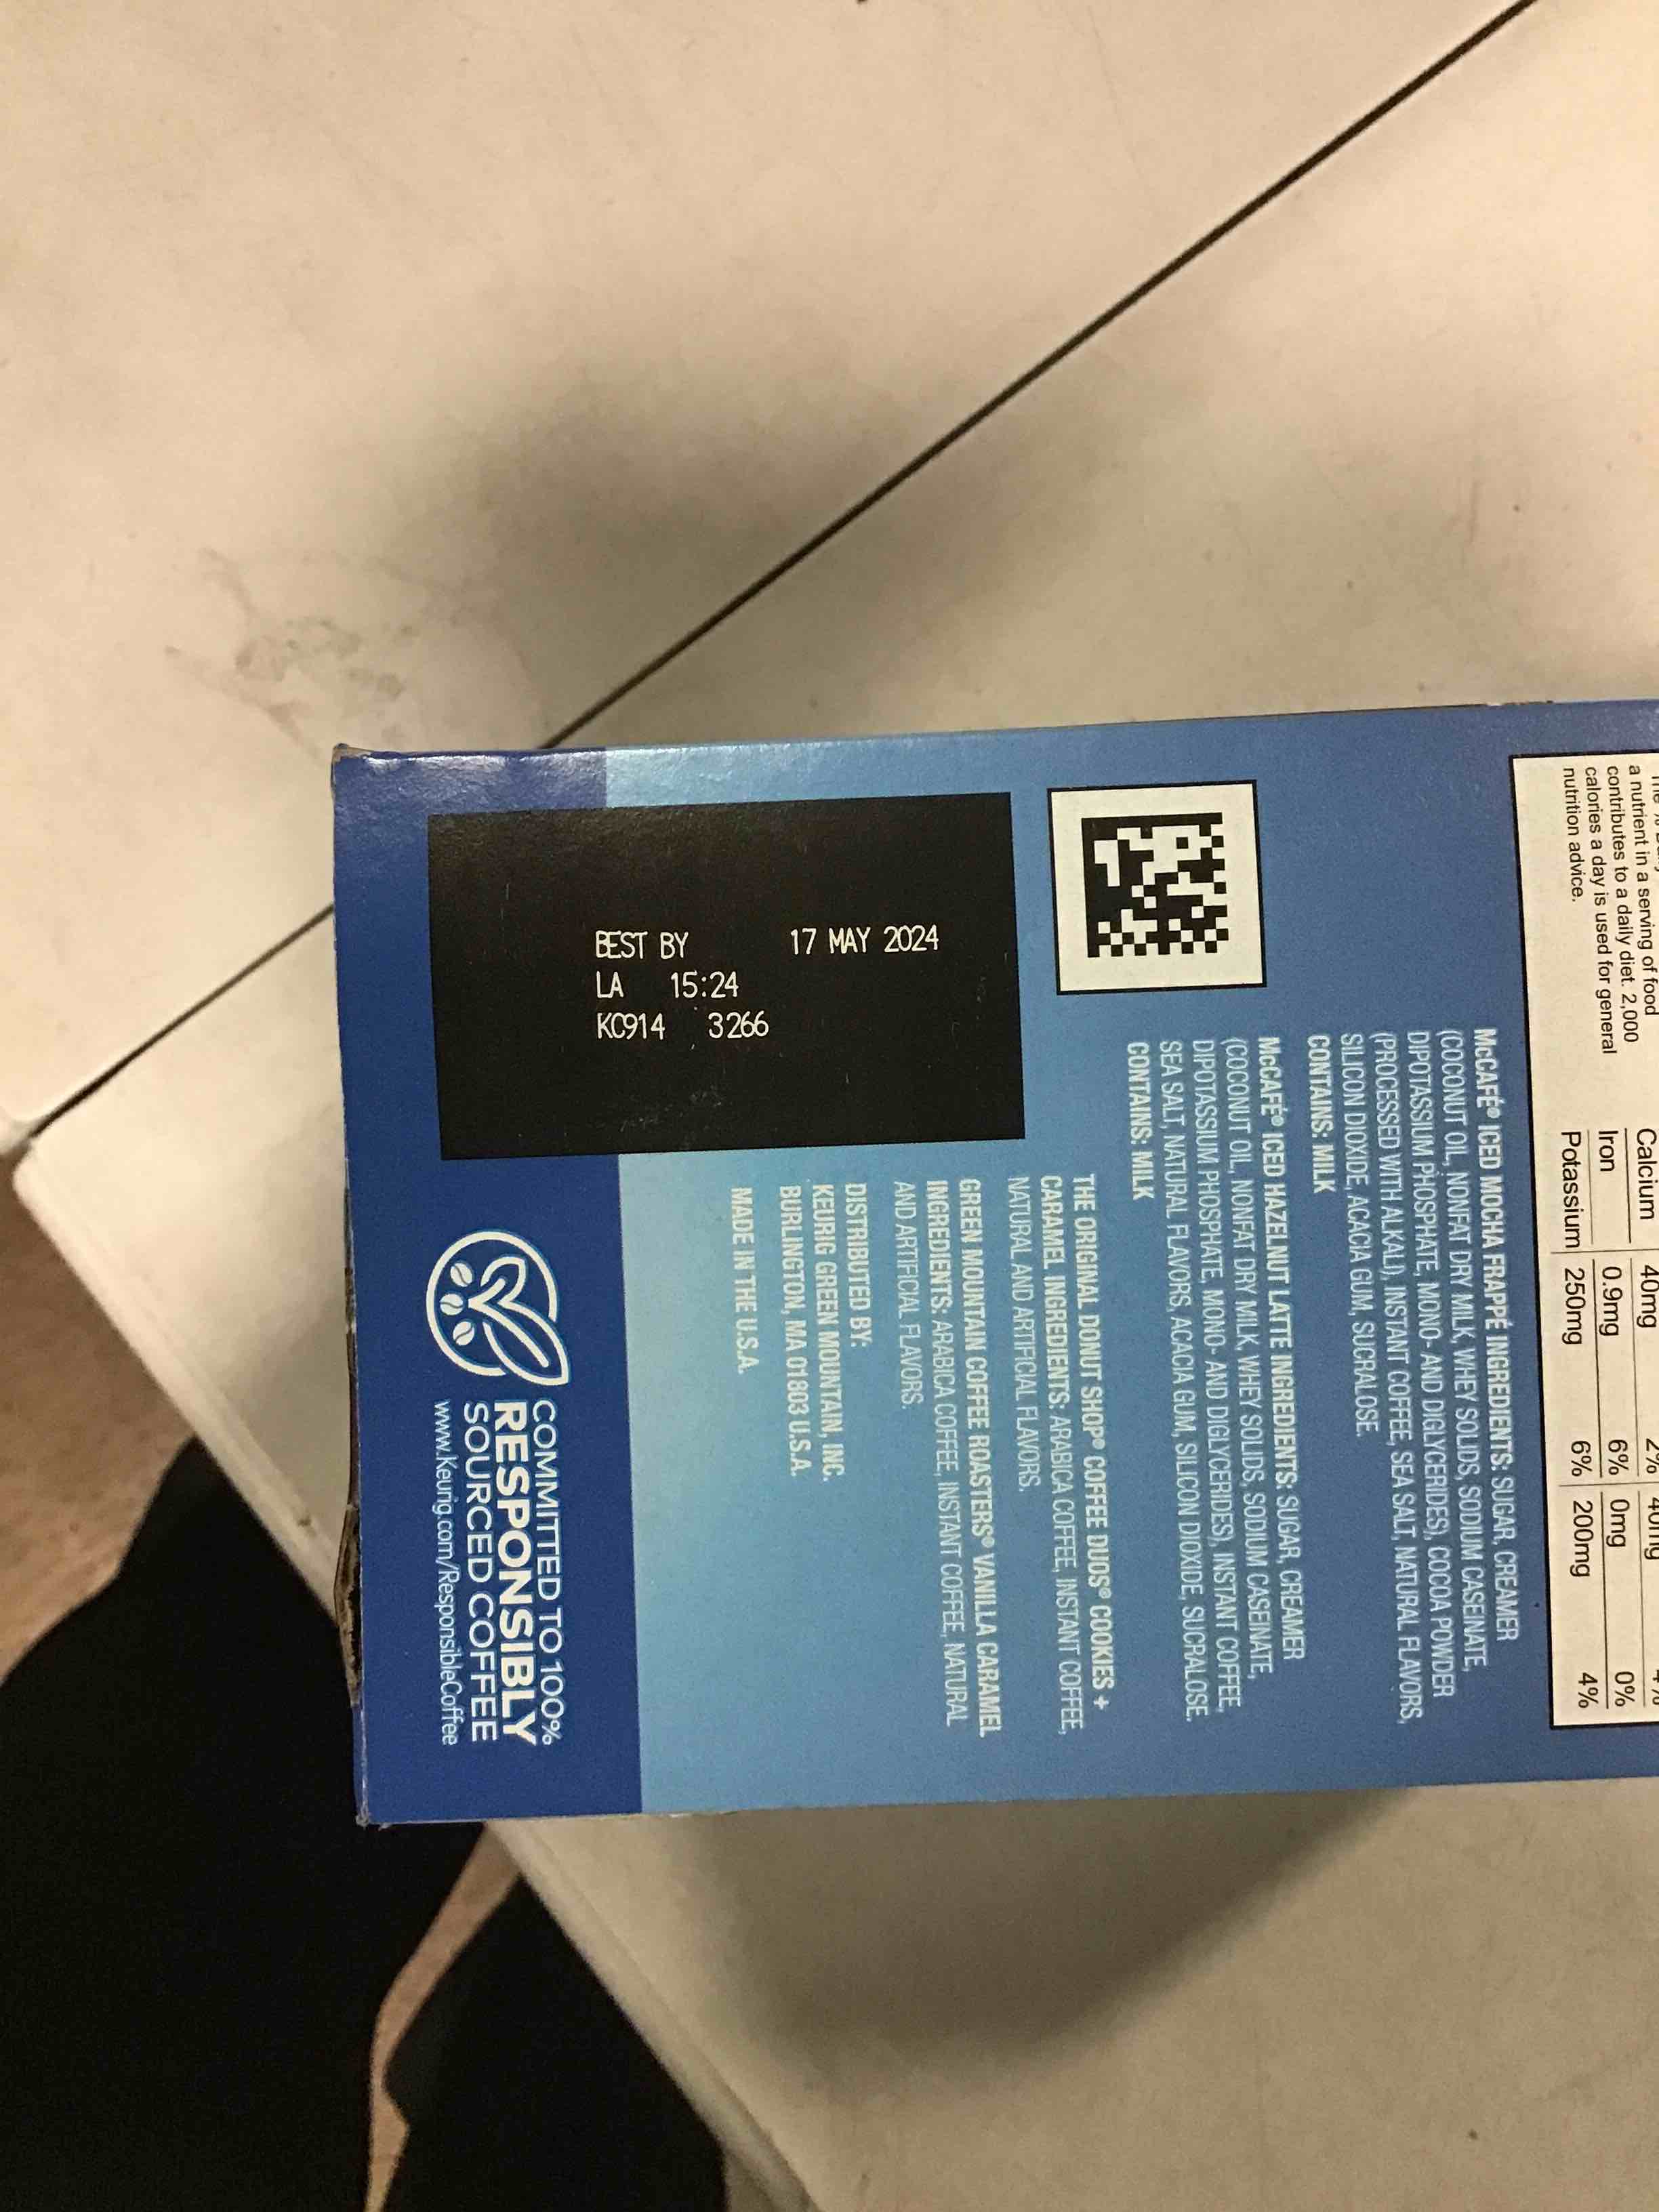 The % Daily
a nutrient in a serving of food
contributes to a daily diet. 2,000
calories a day is used for general
nutrition advice.
Calcium 40mg 2% 40mg
Iron 0.9mg 6% 0mg 0%
Potassium 250mg 6% 200mg 4%
McCAFÉ® ICED MOCHA FRAPPÉ INGREDIENTS: SUGAR, CREAMER
(COCONUT OIL, NONFAT DRY MILK, WHEY SOLIDS, SODIUM CASEINATE,
DIPOTASSIUM PHOSPHATE, MONO- AND DIGLYCERIDES), COCOA POWDER
(PROCESSED WITH ALKALI), INSTANT COFFEE, SEA SALT, NATURAL FLAVORS,
SILICON DIOXIDE, ACACIA GUM, SUCRALOSE.
CONTAINS: MILK
McCAFÉ® ICED HAZELNUT LATTE INGREDIENTS: SUGAR, CREAMER
(COCONUT OIL, NONFAT DRY MILK, WHEY SOLIDS, SODIUM CASEINATE,
DIPOTASSIUM PHOSPHATE, MONO- AND DIGLYCERIDES), INSTANT COFFEE,
SEA SALT, NATURAL FLAVORS, ACACIA GUM, SILICON DIOXIDE, SUCRALOSE.
CONTAINS: MILK
THE ORIGINAL DONUT SHOP® COFFEE DUOS® COOKIES +
CARAMEL INGREDIENTS: ARABICA COFFEE, INSTANT COFFEE,
NATURAL AND ARTIFICIAL FLAVORS.
GREEN MOUNTAIN COFFEE ROASTERS® VANILLA CARAMEL
INGREDIENTS: ARABICA COFFEE, INSTANT COFFEE, NATURAL
AND ARTIFICIAL FLAVORS.
DISTRIBUTED BY:
KEURIG GREEN MOUNTAIN, INC.
BURLINGTON, MA 01803 U.S.A.
MADE IN THE U.S.A.
BEST BY 17 MAY 2024
LA 15:24
KC914 3266
COMMITTED TO 100%
RESPONSIBLY
SOURCED COFFEE
www.Keurig.com/ResponsibleCoffee